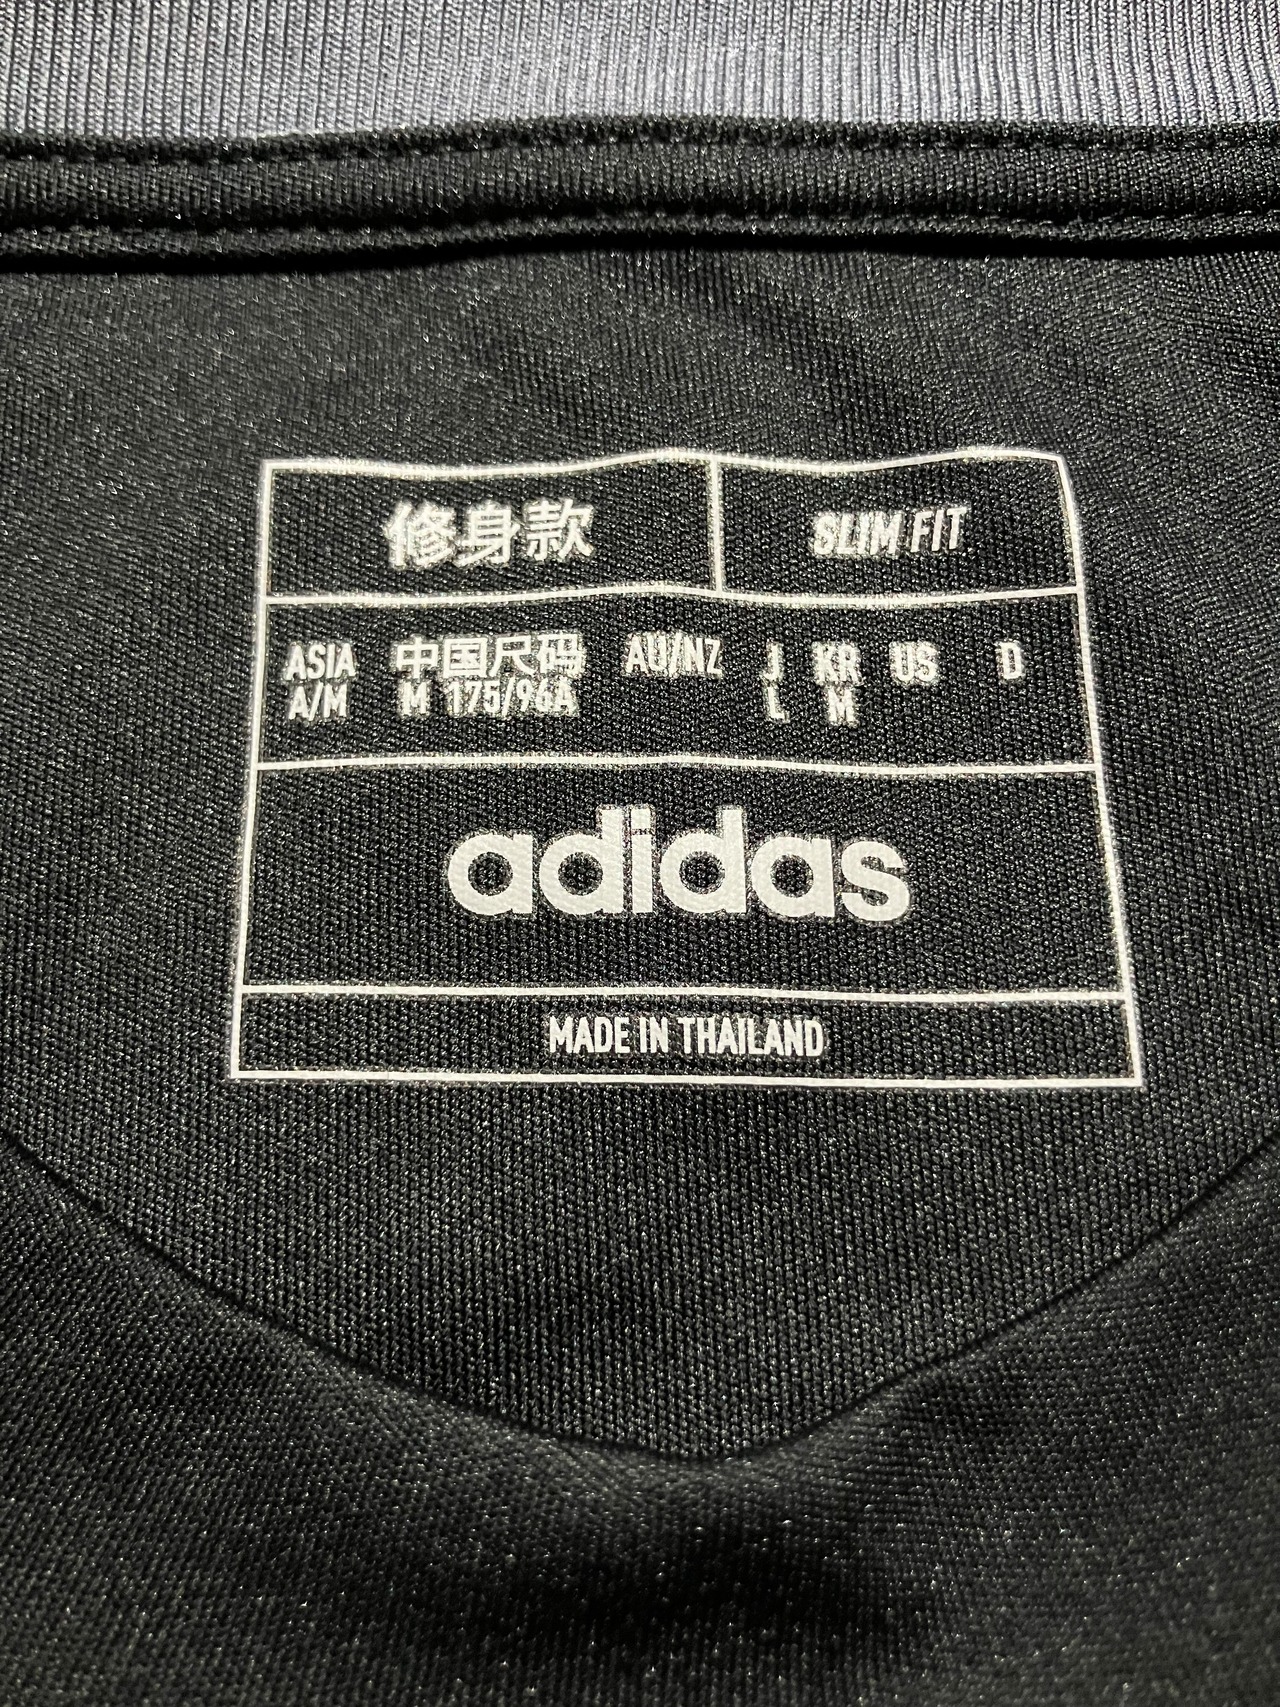 修身款 SLIM FIT
ASIA 中国尺码 AU/NZ J KR US D
A/M M 175/96A L M
adidas
MADE IN THAILAND